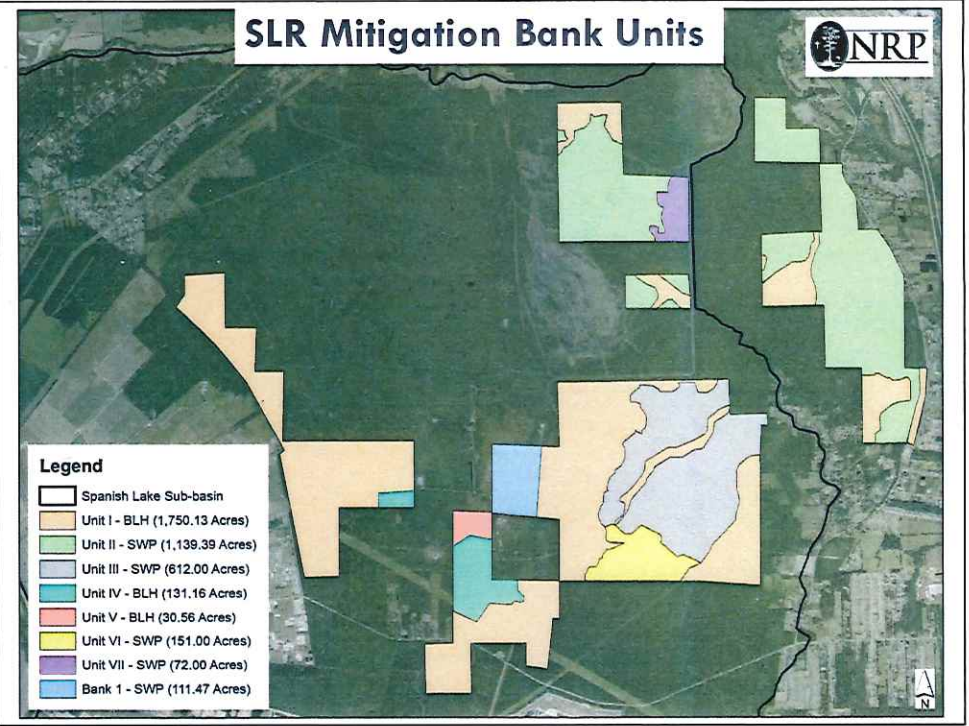 SLR Mitigation Bank Units
NRP
Legend
Spanish Lake Sub-basin
Unit I - BLH (1,750.13 Acres)
Unit II - SWP (1,139.39 Acres)
Unit III - SWP (612.00 Acres)
Unit IV - BLH (131.16 Acres)
Unit V - BLH (30.56 Acres)
Unit VI - SWP (151.00 Acres)
Unit VII - SWP (72.00 Acres)
Bank 1 - SWP (111.47 Acres)
N